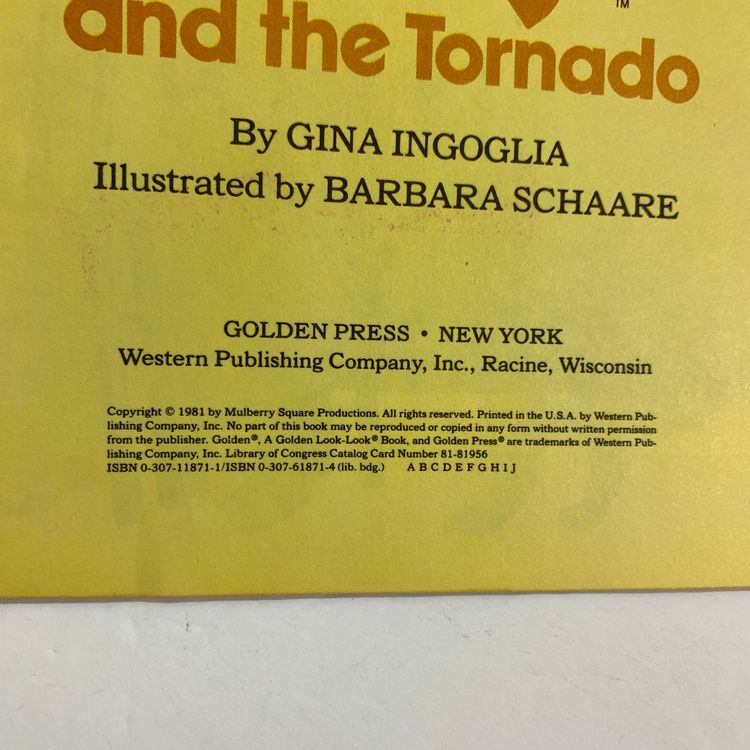 TM
and the Tornado
By GINA INGOGLIA
Illustrated by BARBARA SCHAARE
GOLDEN PRESS • NEW YORK
Western Publishing Company, Inc., Racine, Wisconsin
Copyright © 1981 by Mulberry Square Productions. All rights reserved. Printed in the U.S.A. by Western Pub-
lishing Company, Inc. No part of this book may be reproduced or copied in any form without written permission
from the publisher. Golden®, A Golden Look-Look® Book, and Golden Press® are trademarks of Western Pub-
lishing Company, Inc. Library of Congress Catalog Card Number 81-81956
ISBN 0-307-11871-1/ISBN 0-307-61871-4 (lib. bdg.) A B C D E F G H I J